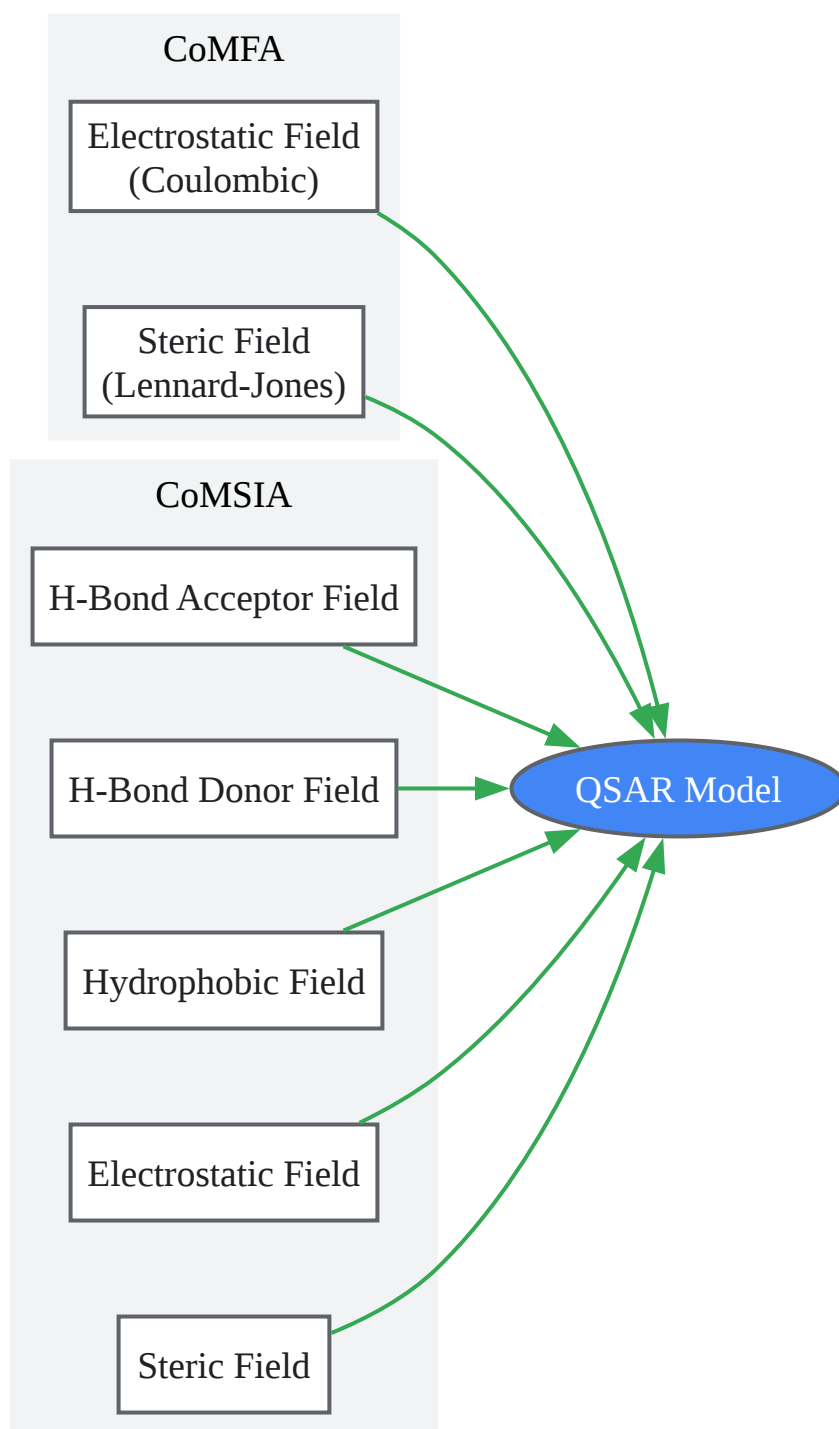 CoMFA
Electrostatic Field
(Coulombic)
Steric Field
(Lennard-Jones)
CoMSIA
H-Bond Acceptor Field
H-Bond Donor Field
QSAR Model
Hydrophobic Field
Electrostatic Field
Steric Field